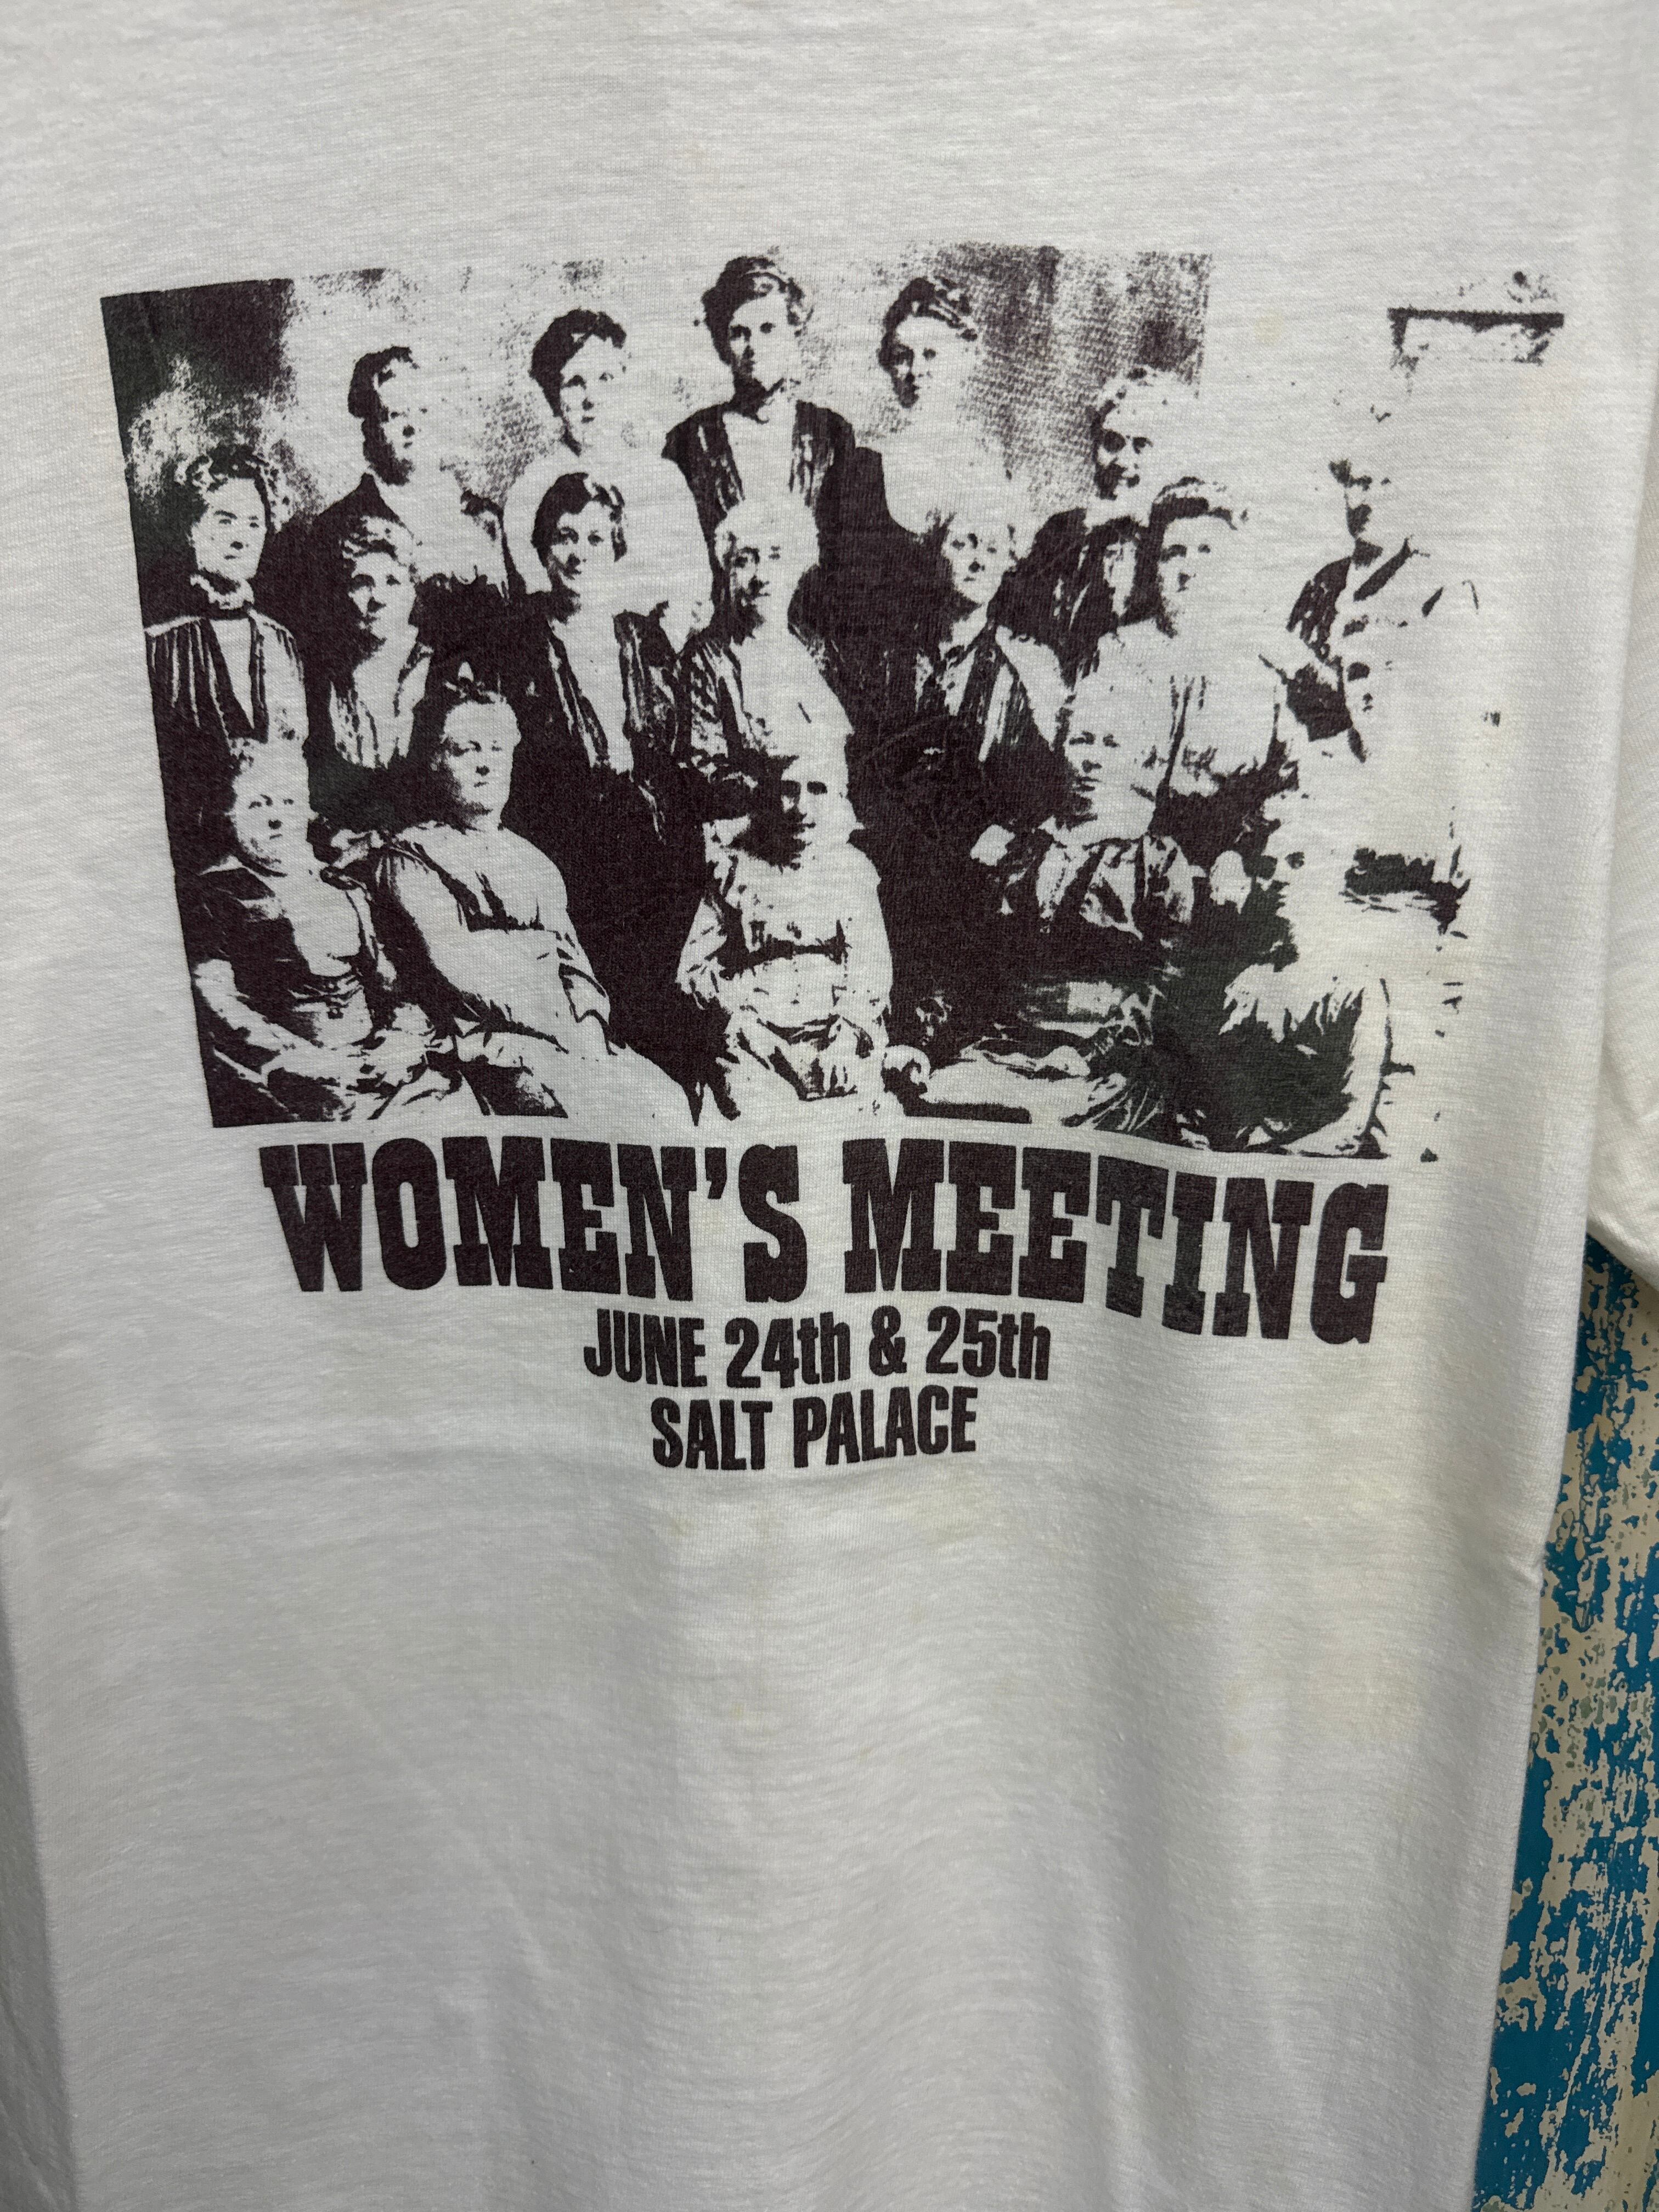 WOMEN'S MEETING
JUNE 24th & 25th
SALT PALACE